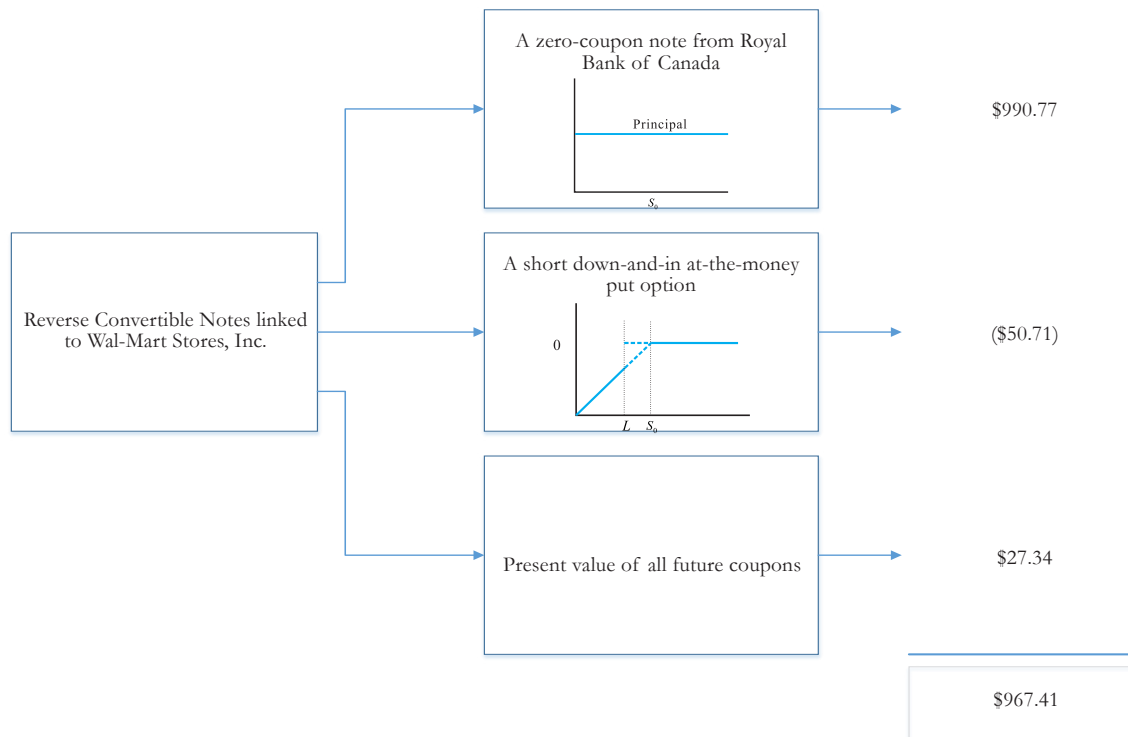 A zero-coupon note from Royal
Bank of Canada
Principal
S₀
$990.77
Reverse Convertible Notes linked
to Wal-Mart Stores, Inc.
A short down-and-in at-the-money
put option
0
L S₀
($50.71)
Present value of all future coupons
$27.34
$967.41